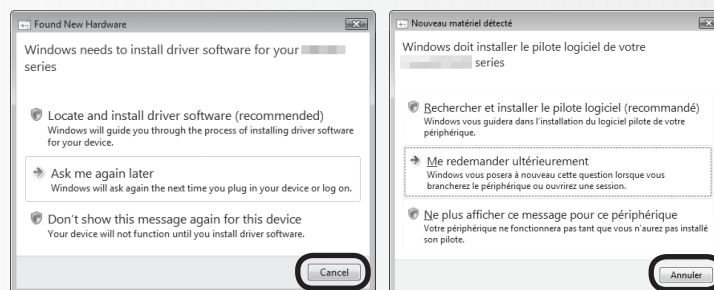 Found New Hardware
Windows needs to install driver software for your
series
Locate and install driver software (recommended)
Windows will guide you through the process of installing driver software
for your device.
Ask me again later
Windows will ask again the next time you plug in your device or log on.
Don't show this message again for this device
Your device will not function until you install driver software.
Cancel
Nouveau matériel détecté
Windows doit installer le pilote logiciel de votre
series
Rechercher et installer le pilote logiciel (recommandé)
Windows vous guidera dans l'installation du logiciel pilote de votre
périphérique.
Me redemander ultérieurement
Windows vous posera à nouveau cette question lorsque vous
brancherez le périphérique ou ouvrirez une session.
Ne plus afficher ce message pour ce périphérique
Votre périphérique ne fonctionnera pas tant que vous n'aurez pas installé
son pilote.
Annuler